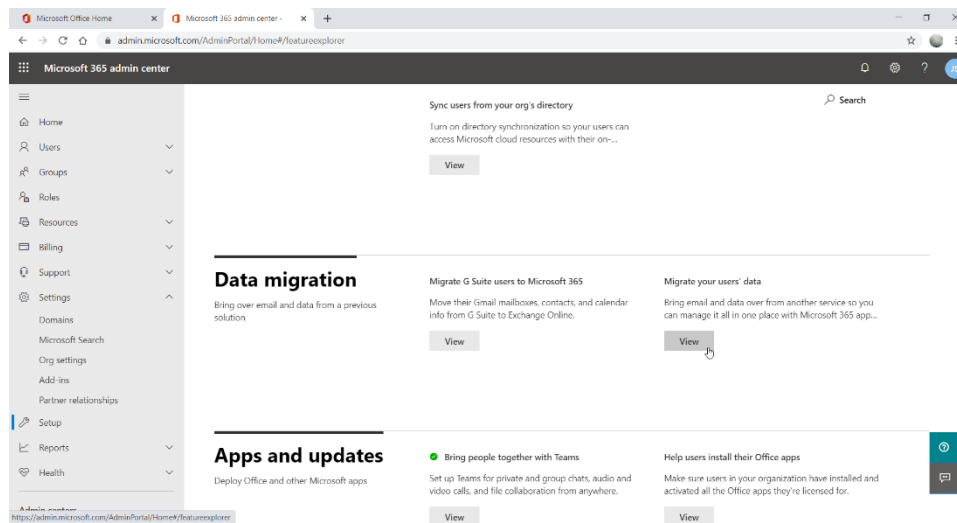 Microsoft Office Home
Microsoft 365 admin center -
admin.microsoft.com/AdminPortal/Home#/featureexplorer
Microsoft 365 admin center
?
JS
Home
Users
Groups
Roles
Resources
Billing
Support
Settings
Domains
Microsoft Search
Org settings
Add-ins
Partner relationships
Setup
Reports
Health
Admin centers
https://admin.microsoft.com/AdminPortal/Home#/featureexplorer
Search
Sync users from your org's directory
Turn on directory synchronization so your users can
access Microsoft cloud resources with their on-...
View
Data migration
Bring over email and data from a previous
solution
Migrate G Suite users to Microsoft 365
Move their Gmail mailboxes, contacts, and calendar
info from G Suite to Exchange Online.
View
Migrate your users' data
Bring email and data over from another service so you
can manage it all in one place with Microsoft 365 app...
View
Apps and updates
Deploy Office and other Microsoft apps
Bring people together with Teams
Set up Teams for private and group chats, audio and
video calls, and file collaboration from anywhere.
View
Help users install their Office apps
Make sure users in your organization have installed and
activated all the Office apps they're licensed for.
View